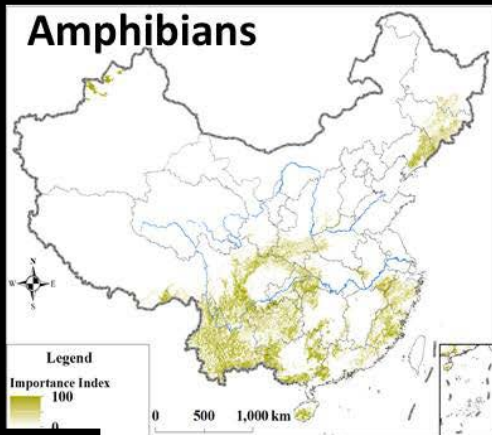 Amphibians
N
W
E
S
Legend
Importance Index
100
0
0
500
1,000 km